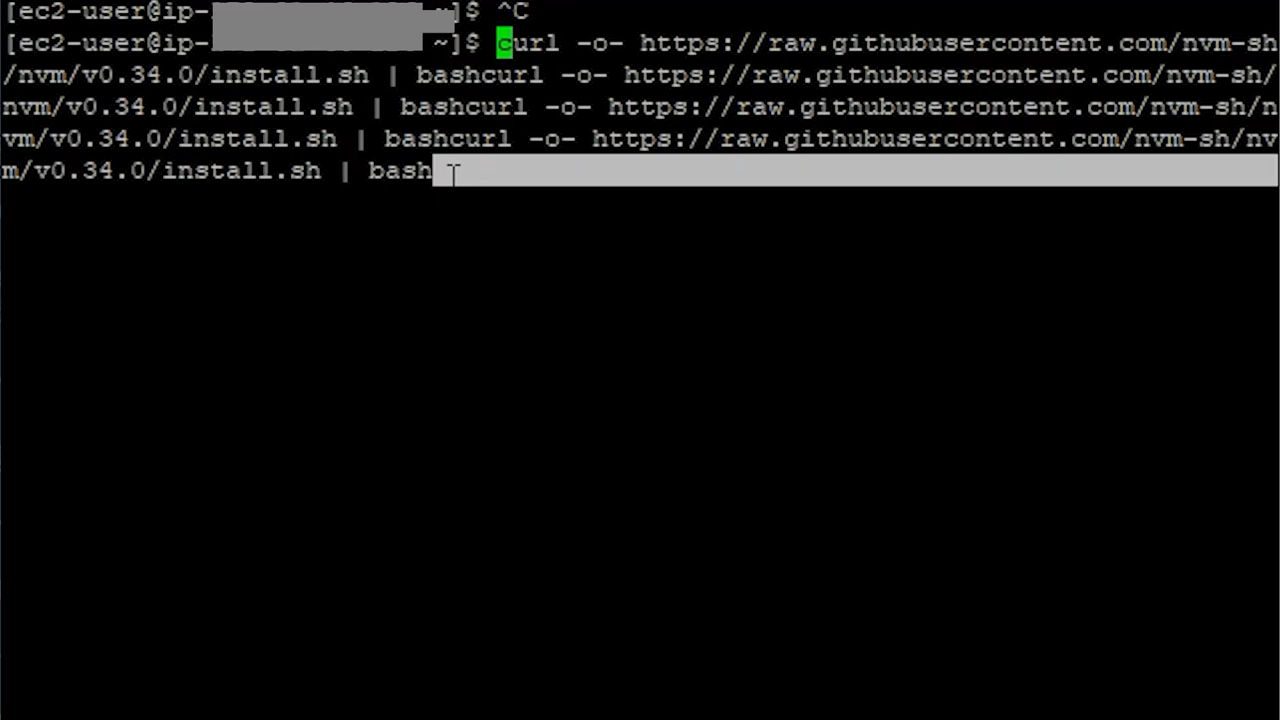 [ec2-user@ip- ~]$ ^C
[ec2-user@ip- ~]$ curl -o- https://raw.githubusercontent.com/nvm-sh
/nvm/v0.34.0/install.sh | bashcurl -o- https://raw.githubusercontent.com/nvm-sh/
nvm/v0.34.0/install.sh | bashcurl -o- https://raw.githubusercontent.com/nvm-sh/n
vm/v0.34.0/install.sh | bashcurl -o- https://raw.githubusercontent.com/nvm-sh/nv
m/v0.34.0/install.sh | bash